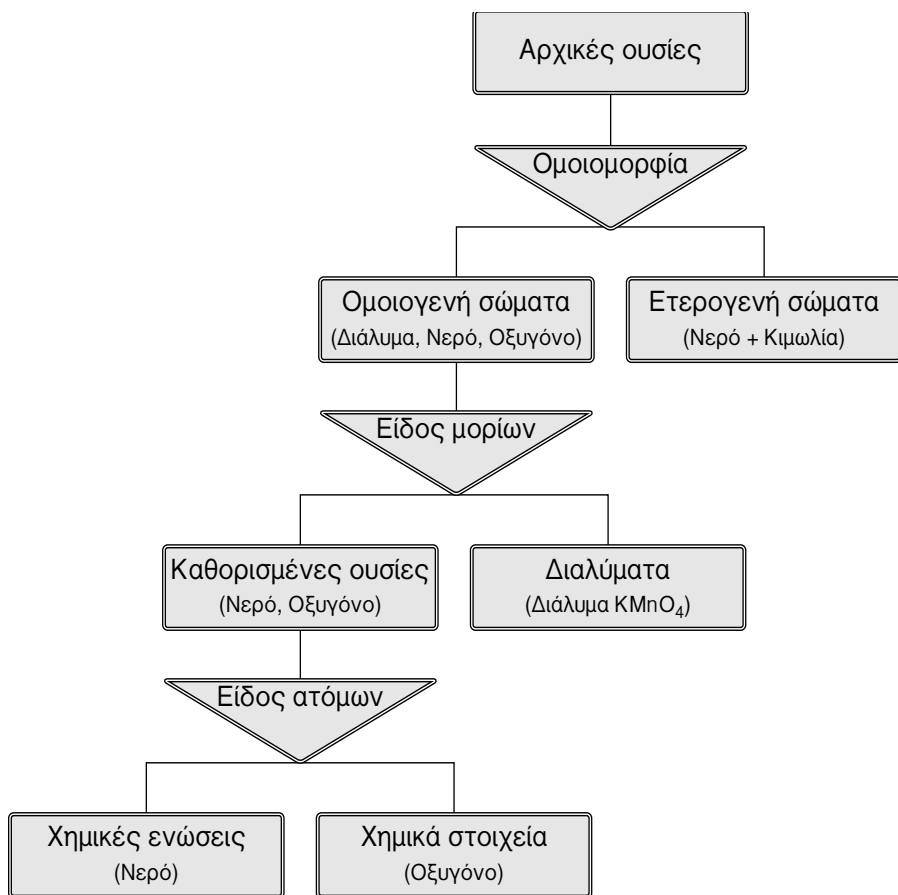 Αρχικές ουσίες
Ομοιομορφία
Ομοιογενή σώματα
(Διάλυμα, Νερό, Οξυγόνο)
Ετερογενή σώματα
(Νερό + Κιμωλία)
Είδος μορίων
Καθορισμένες ουσίες
(Νερό, Οξυγόνο)
Διαλύματα
(Διάλυμα KMnO₄)
Είδος ατόμων
Χημικές ενώσεις
(Νερό)
Χημικά στοιχεία
(Οξυγόνο)